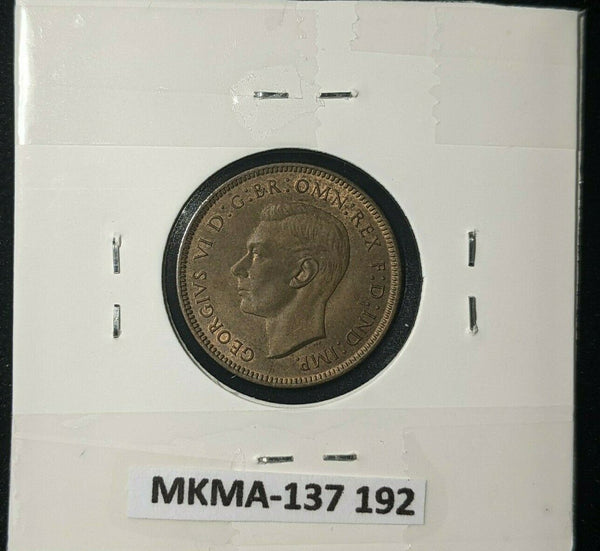 GEORGIVS VI D:G:BR:OMN:REX F:D:IND:IMP.
MKMA-137 192